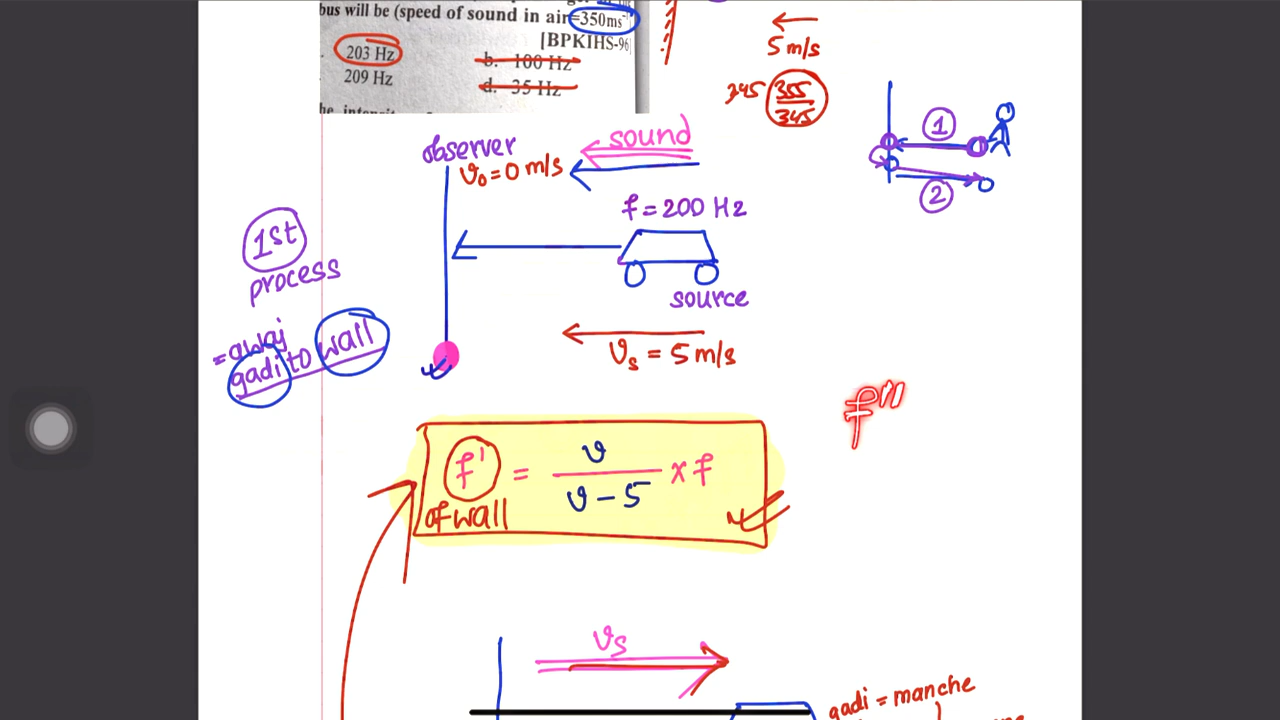 bus will be (speed of sound in air=350ms⁻¹
[BPKIHS-96]
203 Hz
b. 100 Hz
209 Hz
d. 35 Hz
5 m/s
345
355
345
1
2
observer
sound
v₀ = 0 m/s
f = 200 Hz
1st
process
= awaj
gadi to wall
source
vₛ = 5 m/s
f' = v / v - 5 x f
of wall
f"
vs
gadi = manche